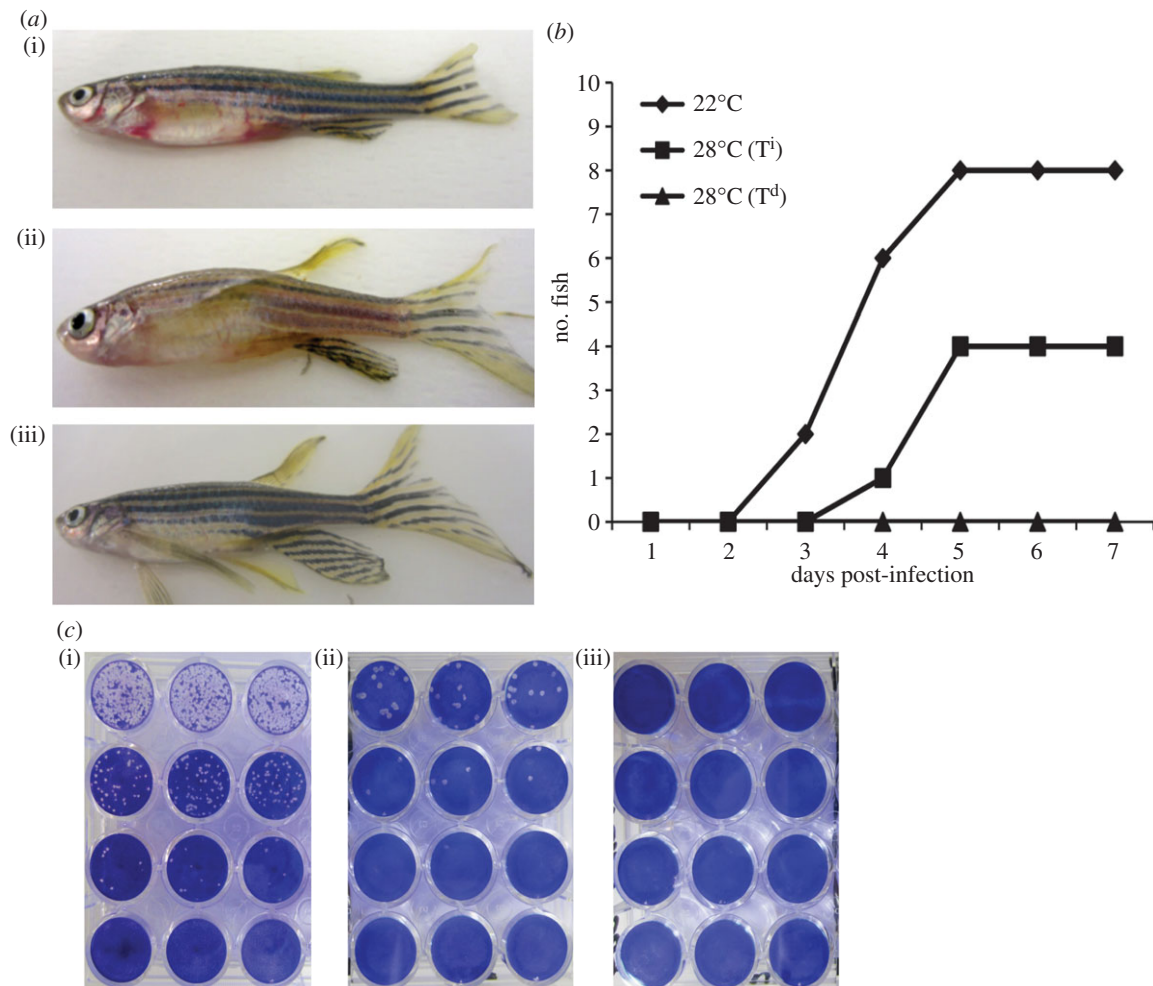 (a)
(i)
(ii)
(iii)
(b)
10
9
8
7
6
5
4
3
2
1
0
no. fish
22°C
28°C (Tⁱ)
28°C (Tᵈ)
1 2 3 4 5 6 7
days post-infection
(c)
(i) (ii) (iii)